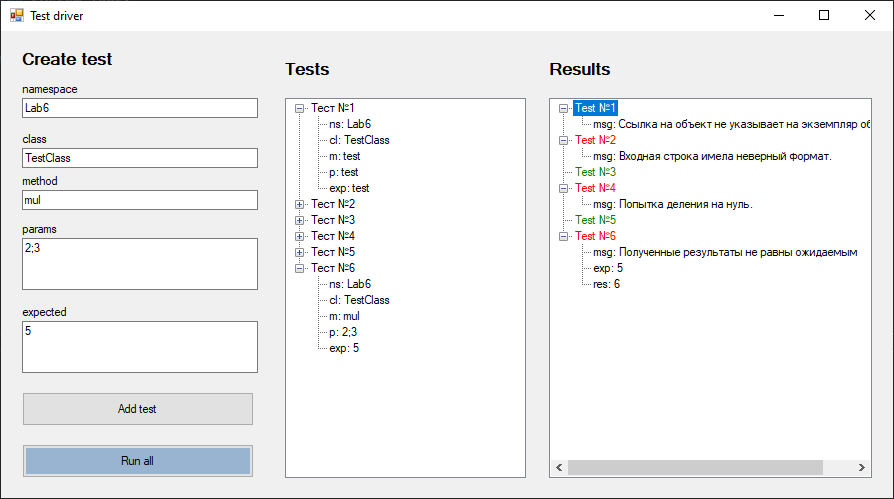 Test driver
Create test
namespace
Lab6
class
TestClass
method
mul
params
2;3
expected
5
Add test
Run all
Tests
Тест №1
ns: Lab6
cl: TestClass
m: test
p: test
exp: test
Тест №2
Тест №3
Тест №4
Тест №5
Тест №6
ns: Lab6
cl: TestClass
m: mul
p: 2;3
exp: 5
Results
Test №1
msg: Ссылка на объект не указывает на экземпляр об
Test №2
msg: Входная строка имела неверный формат.
Test №3
Test №4
msg: Попытка деления на нуль.
Test №5
Test №6
msg: Полученные результаты не равны ожидаемым
exp: 5
res: 6